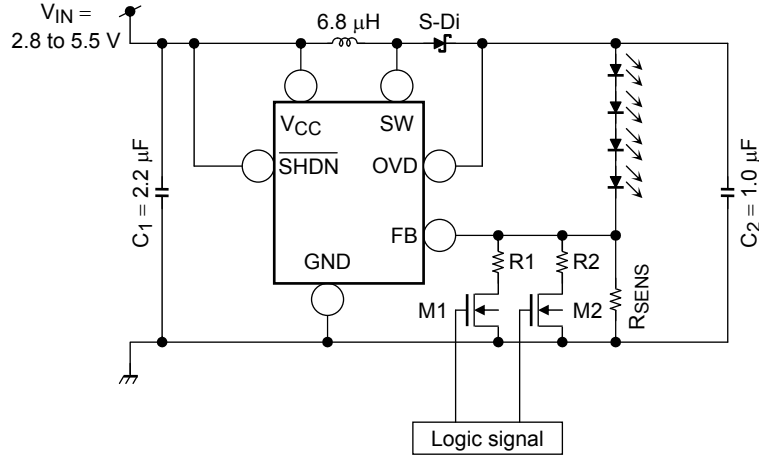 V_IN =
2.8 to 5.5 V
6.8 μH
S-Di
V_CC
SW
SHDN
OVD
FB
GND
C_1 = 2.2 μF
C_2 = 1.0 μF
R1
R2
M1
M2
R_SENS
Logic signal